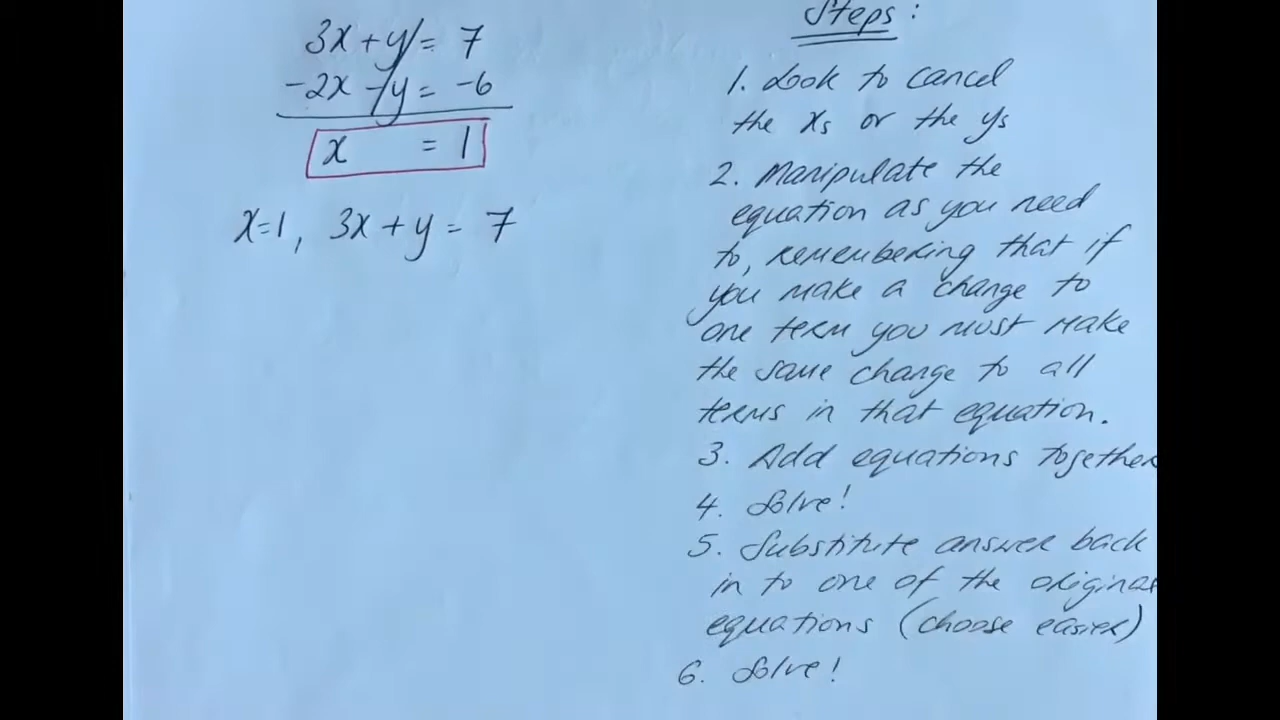 3x + y = 7
-2x - y = -6
x = 1
x=1, 3x + y = 7
Steps:
1. Look to cancel
the xs or the ys
2. Manipulate the
equation as you need
to, remembering that if
you make a change to
one term you must make
the same change to all
terms in that equation.
3. Add equations together
4. Solve!
5. Substitute answer back
in to one of the original
equations (choose easier)
6. Solve!